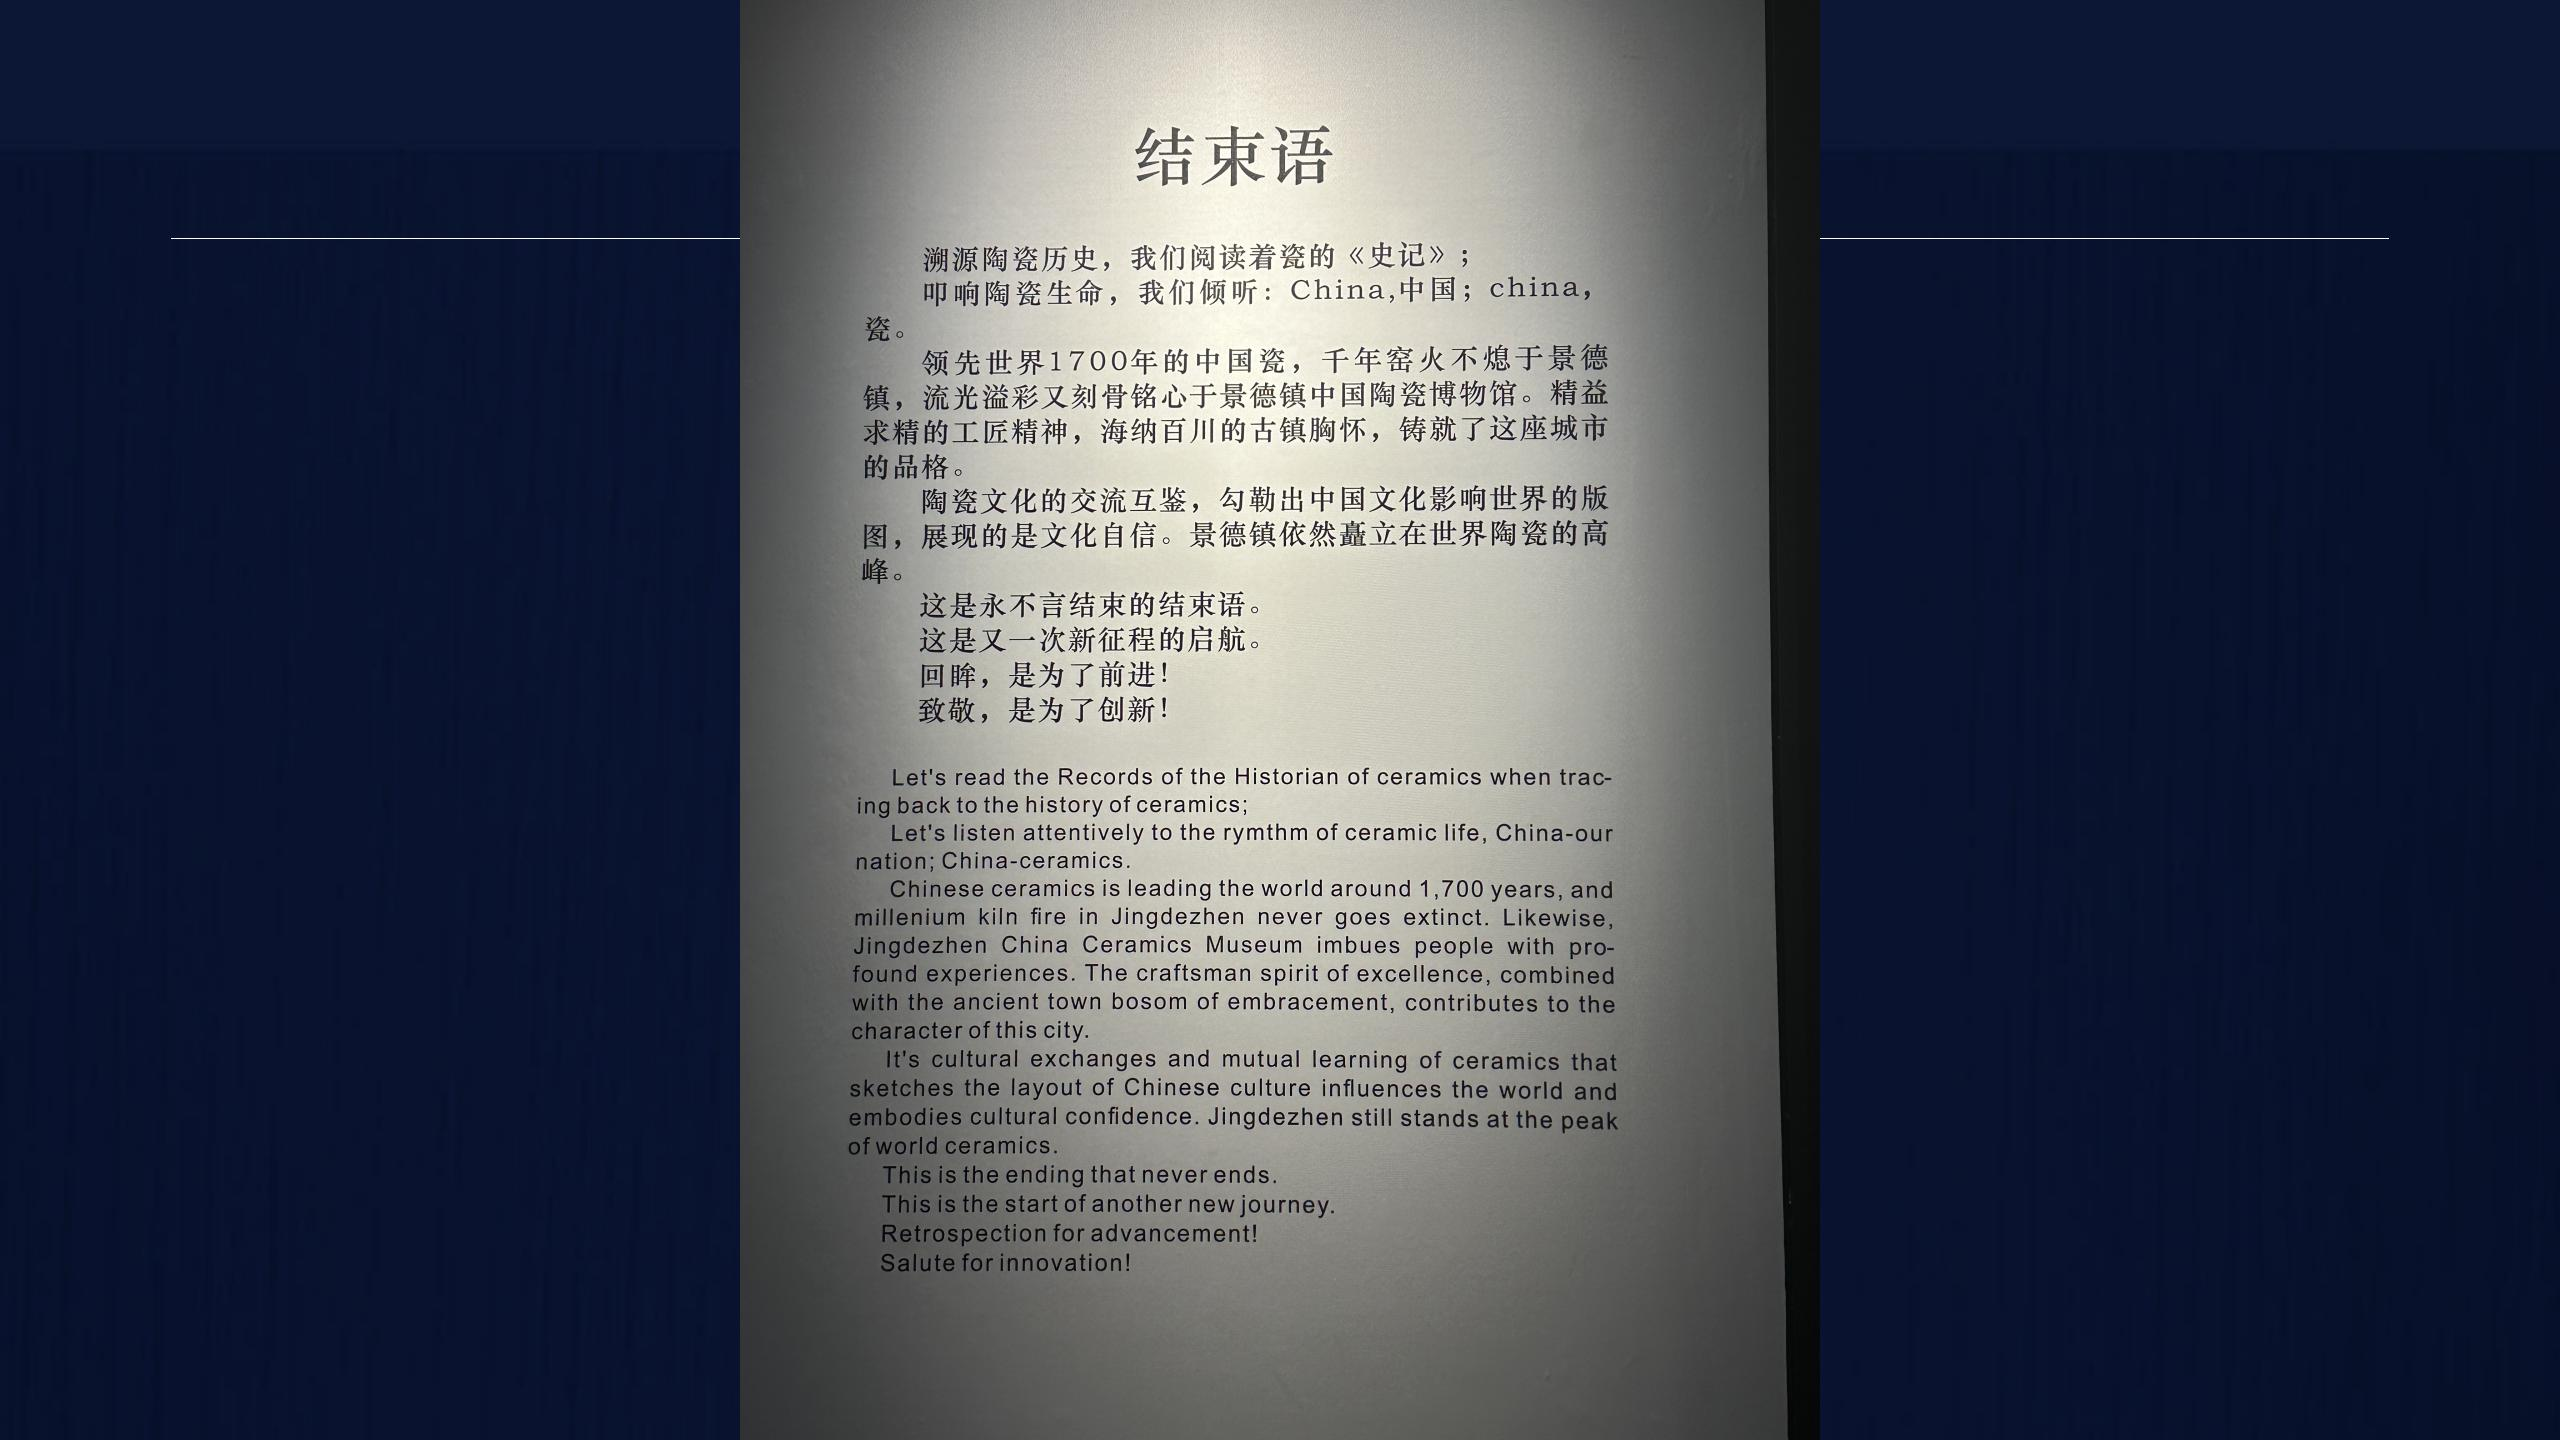 结束语
溯源陶瓷历史，我们阅读着瓷的《史记》；
叩响陶瓷生命，我们倾听：China,中国；china，
瓷。
领先世界1700年的中国瓷，千年窑火不熄于景德
镇，流光溢彩又刻骨铭心于景德镇中国陶瓷博物馆。精益
求精的工匠精神，海纳百川的古镇胸怀，铸就了这座城市
的品格。
陶瓷文化的交流互鉴，勾勒出中国文化影响世界的版
图，展现的是文化自信。景德镇依然矗立在世界陶瓷的高
峰。
这是永不言结束的结束语。
这是又一次新征程的启航。
回眸，是为了前进！
致敬，是为了创新！
Let's read the Records of the Historian of ceramics when trac-
ing back to the history of ceramics;
Let's listen attentively to the rymthm of ceramic life, China-our
nation; China-ceramics.
Chinese ceramics is leading the world around 1,700 years, and
millenium kiln fire in Jingdezhen never goes extinct. Likewise,
Jingdezhen China Ceramics Museum imbues people with pro-
found experiences. The craftsman spirit of excellence, combined
with the ancient town bosom of embracement, contributes to the
character of this city.
It's cultural exchanges and mutual learning of ceramics that
sketches the layout of Chinese culture influences the world and
embodies cultural confidence. Jingdezhen still stands at the peak
of world ceramics.
This is the ending that never ends.
This is the start of another new journey.
Retrospection for advancement!
Salute for innovation!